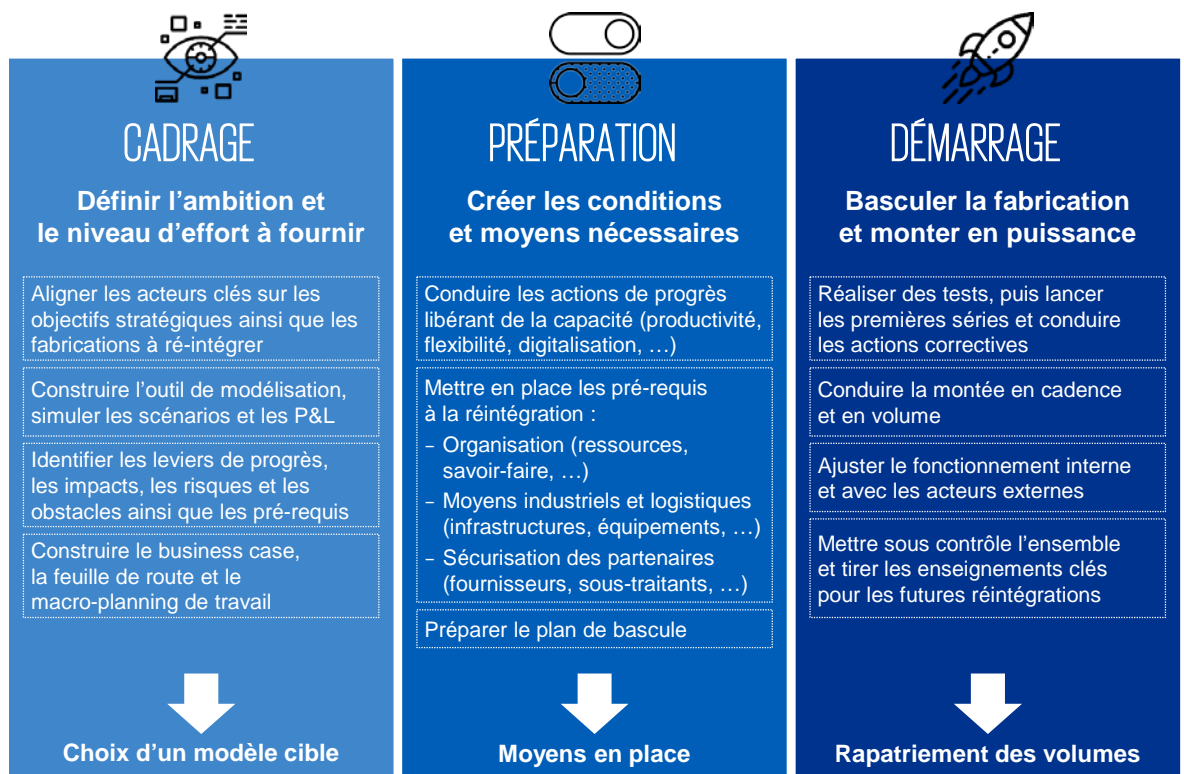 CADRAGE
Définir l’ambition et
le niveau d’effort à fournir
Aligner les acteurs clés sur les
objectifs stratégiques ainsi que les
fabrications à ré-intégrer
Construire l’outil de modélisation,
simuler les scénarios et les P&L
Identifier les leviers de progrès,
les impacts, les risques et les
obstacles ainsi que les pré-requis
Construire le business case,
la feuille de route et le
macro-planning de travail
Choix d’un modèle cible
PRÉPARATION
Créer les conditions
et moyens nécessaires
Conduire les actions de progrès
libérant de la capacité (productivité,
flexibilité, digitalisation, …)
Mettre en place les pré-requis
à la réintégration :
– Organisation (ressources,
savoir-faire, …)
– Moyens industriels et logistiques
(infrastructures, équipements, …)
– Sécurisation des partenaires
(fournisseurs, sous-traitants, …)
Préparer le plan de bascule
Moyens en place
DÉMARRAGE
Basculer la fabrication
et monter en puissance
Réaliser des tests, puis lancer
les premières séries et conduire
les actions correctives
Conduire la montée en cadence
et en volume
Ajuster le fonctionnement interne
et avec les acteurs externes
Mettre sous contrôle l’ensemble
et tirer les enseignements clés
pour les futures réintégrations
Rapatriement des volumes